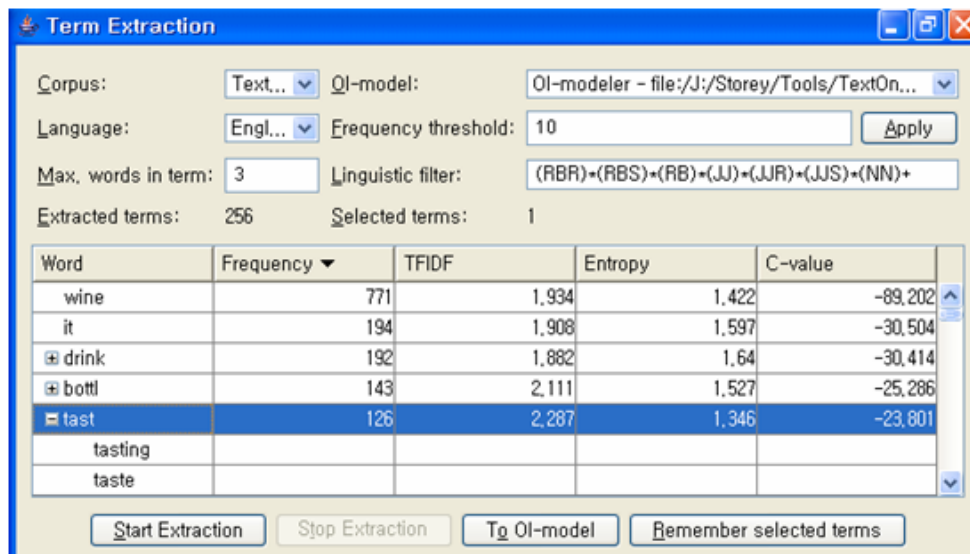 Term Extraction
Corpus: Text... OI-model: OI-modeler - file:/J:/Storey/Tools/TextOn...
Language: Engl... Frequency threshold: 10 Apply
Max. words in term: 3 Linguistic filter: (RBR)*(RBS)*(RB)*(JJ)*(JJR)*(JJS)*(NN)+
Extracted terms: 256 Selected terms: 1
Word Frequency TFIDF Entropy C-value
wine 771 1,934 1,422 -89,202
it 194 1,908 1,597 -30,504
drink 192 1,882 1,64 -30,414
bottl 143 2,111 1,527 -25,286
tast 126 2,287 1,346 -23,801
tasting
taste
Start Extraction Stop Extraction To OI-model Remember selected terms